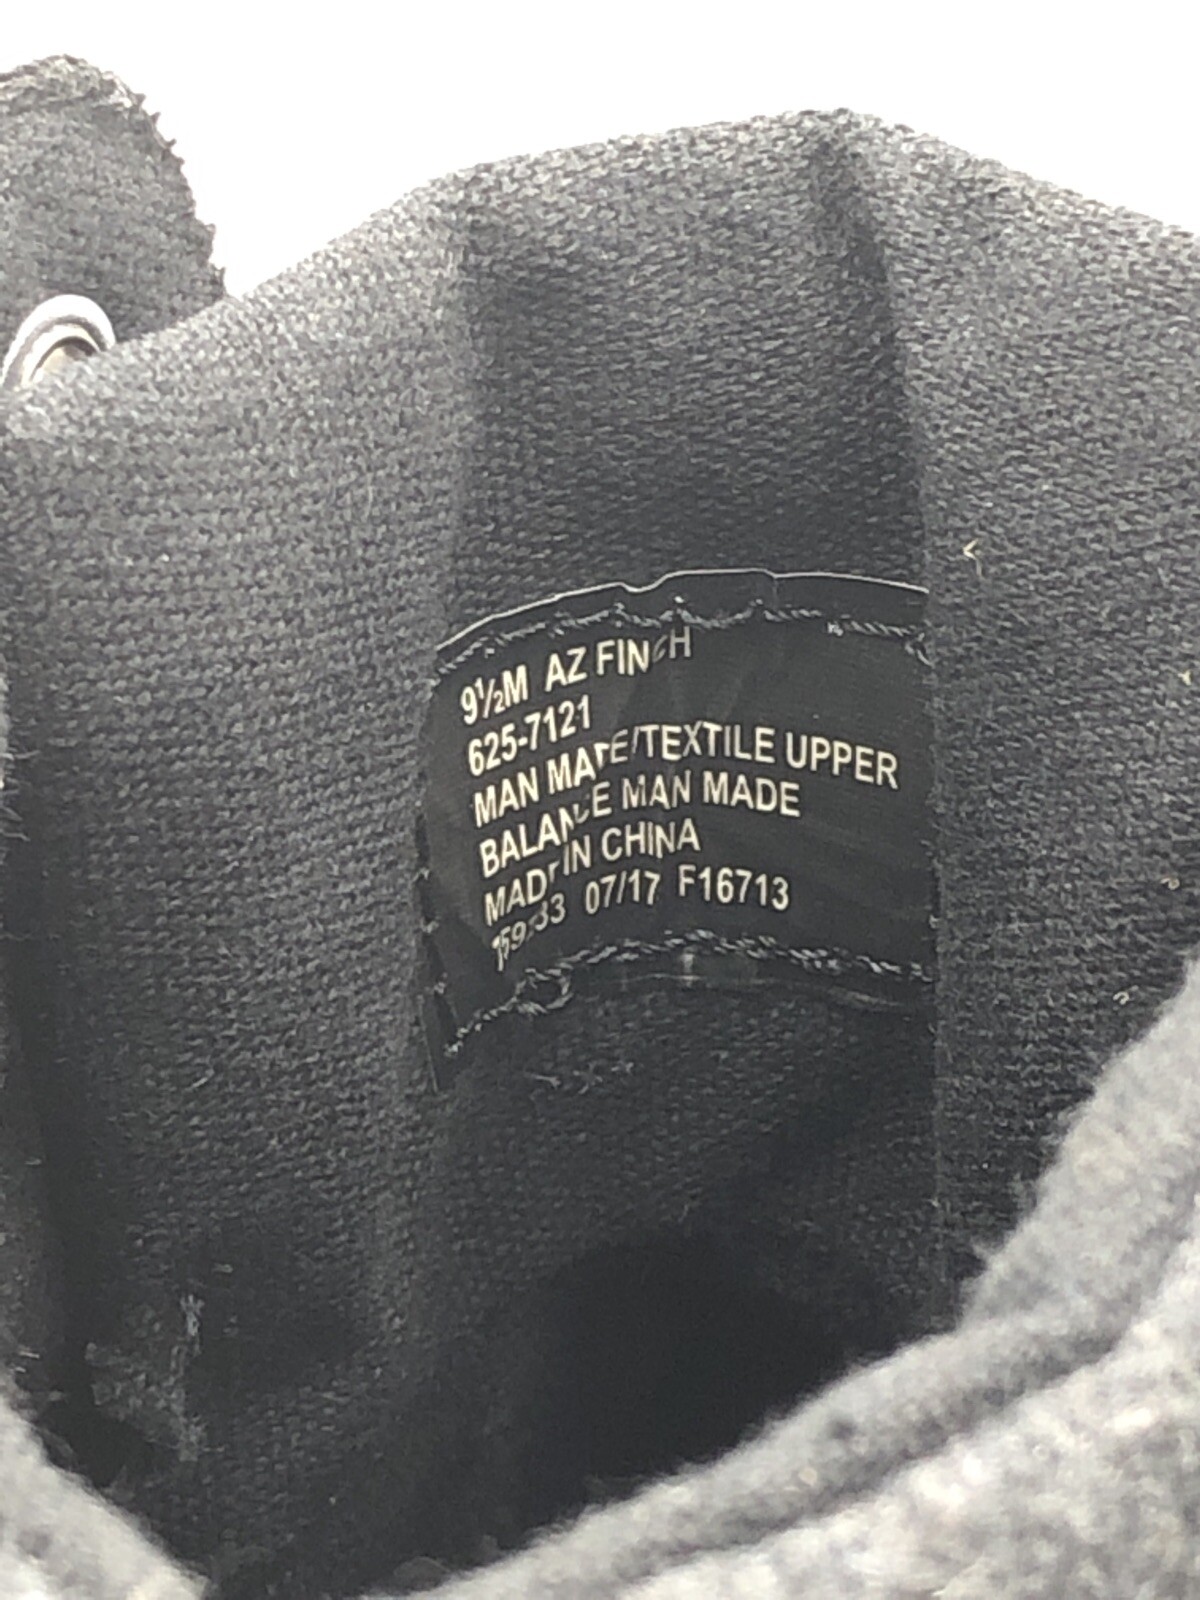 9½M AZ FINCH
625-7121
MAN MADE/TEXTILE UPPER
BALANCE MAN MADE
MADE IN CHINA
07/17 F16713